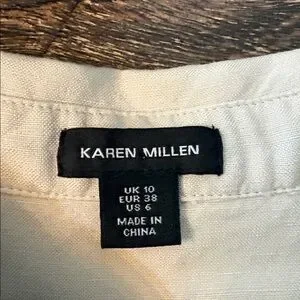 KAREN MILLEN
UK 10
EUR 38
US 6
MADE IN
CHINA